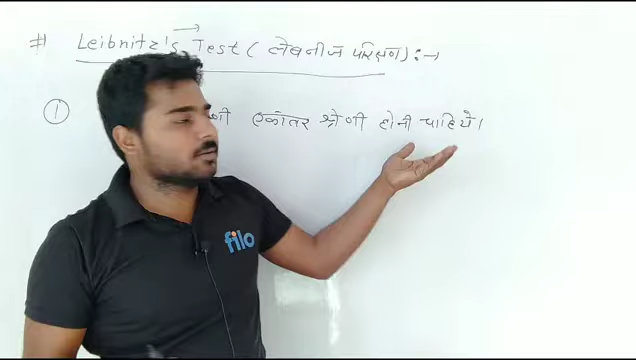 # Leibnitz's Test ( लेबनीज परिक्षण) :-
① एकांतर श्रेणी होनी चाहिये।
filo